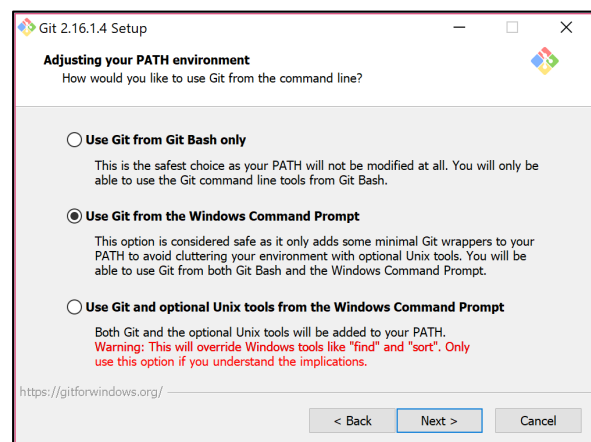 Git 2.16.1.4 Setup
Adjusting your PATH environment
How would you like to use Git from the command line?
Use Git from Git Bash only
This is the safest choice as your PATH will not be modified at all. You will only be
able to use the Git command line tools from Git Bash.
Use Git from the Windows Command Prompt
This option is considered safe as it only adds some minimal Git wrappers to your
PATH to avoid cluttering your environment with optional Unix tools. You will be
able to use Git from both Git Bash and the Windows Command Prompt.
Use Git and optional Unix tools from the Windows Command Prompt
Both Git and the optional Unix tools will be added to your PATH.
Warning: This will override Windows tools like "find" and "sort". Only
use this option if you understand the implications.
https://gitforwindows.org/
< Back Next > Cancel